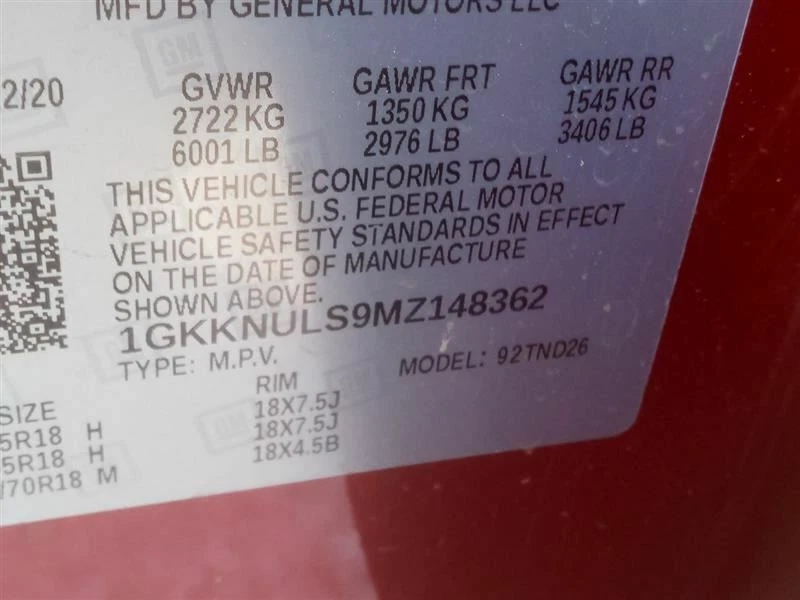 MFD BY GENERAL MOTORS LLC
2/20 GVWR GAWR FRT GAWR RR
2722 KG 1350 KG 1545 KG
6001 LB 2976 LB 3406 LB
THIS VEHICLE CONFORMS TO ALL
APPLICABLE U.S. FEDERAL MOTOR
VEHICLE SAFETY STANDARDS IN EFFECT
ON THE DATE OF MANUFACTURE
SHOWN ABOVE.
1GKKNULS9MZ148362
TYPE: M.P.V. MODEL: 92TND26
SIZE RIM
5R18 H 18X7.5J
5R18 H 18X7.5J
/70R18 M 18X4.5B
GM
GM